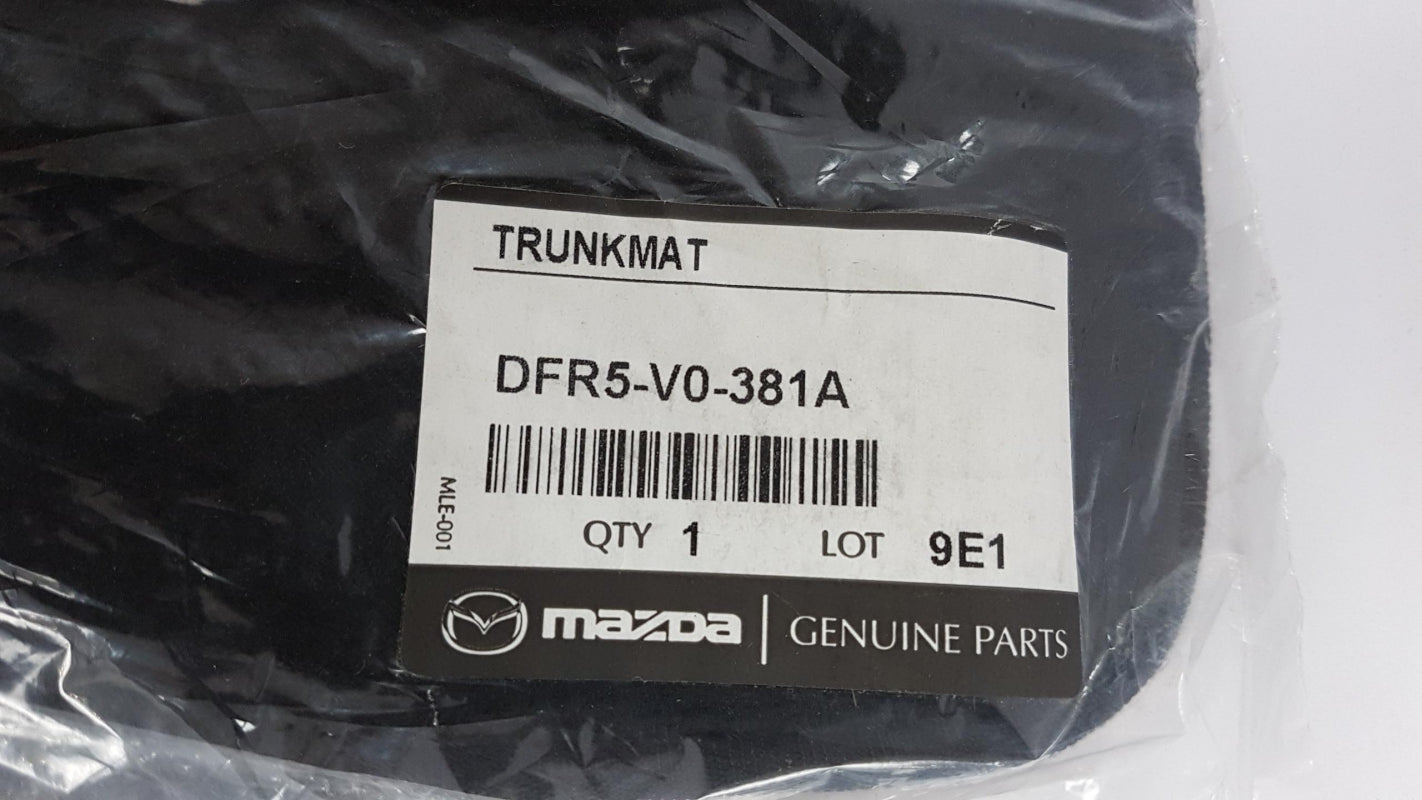 TRUNKMAT
DFR5-V0-381A
MLE-001
QTY 1 LOT 9E1
mazda | GENUINE PARTS